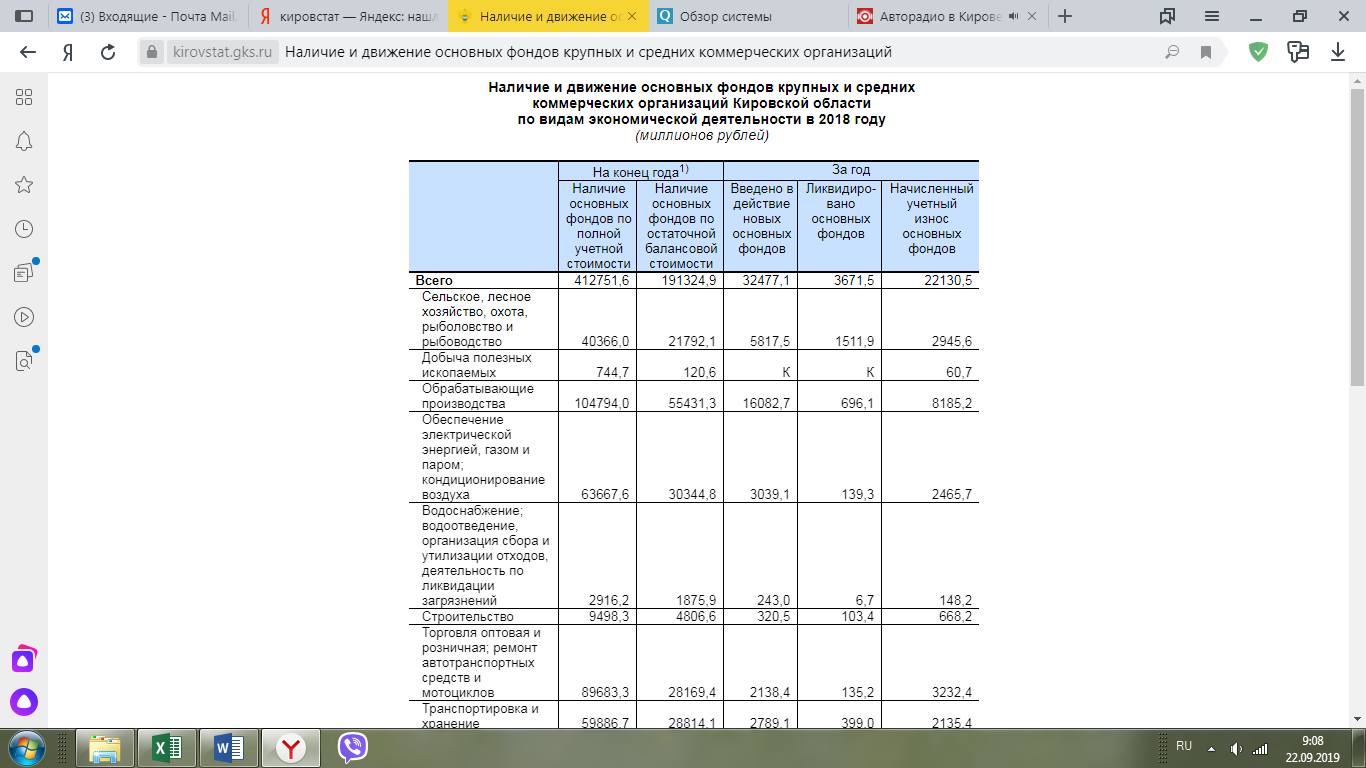 (3) Входящие - Почта Mail
кировстат — Яндекс: наш
Наличие и движение ос
Обзор системы
Авторадио в Кирове
kirovstat.gks.ru Наличие и движение основных фондов крупных и средних коммерческих организаций
Наличие и движение основных фондов крупных и средних
коммерческих организаций Кировской области
по видам экономической деятельности в 2018 году
(миллионов рублей)
На конец года1)
За год
Наличие
основных
фондов по
полной
учетной
стоимости
Наличие
основных
фондов по
остаточной
балансовой
стоимости
Введено в
действие
новых
основных
фондов
Ликвидиро-
вано
основных
фондов
Начисленный
учетный
износ
основных
фондов
Всего 412751,6 191324,9 32477,1 3671,5 22130,5
Сельское, лесное
хозяйство, охота,
рыболовство и
рыбоводство 40366,0 21792,1 5817,5 1511,9 2945,6
Добыча полезных
ископаемых 744,7 120,6 К К 60,7
Обрабатывающие
производства 104794,0 55431,3 16082,7 696,1 8185,2
Обеспечение
электрической
энергией, газом и
паром;
кондиционирование
воздуха 63667,6 30344,8 3039,1 139,3 2465,7
Водоснабжение;
водоотведение,
организация сбора и
утилизации отходов,
деятельность по
ликвидации
загрязнений 2916,2 1875,9 243,0 6,7 148,2
Строительство 9498,3 4806,6 320,5 103,4 668,2
Торговля оптовая и
розничная; ремонт
автотранспортных
средств и
мотоциклов 89683,3 28169,4 2138,4 135,2 3232,4
Транспортировка и
хранение 59886,7 28814,1 2789,1 399,0 2135,4
RU
9:08
22.09.2019